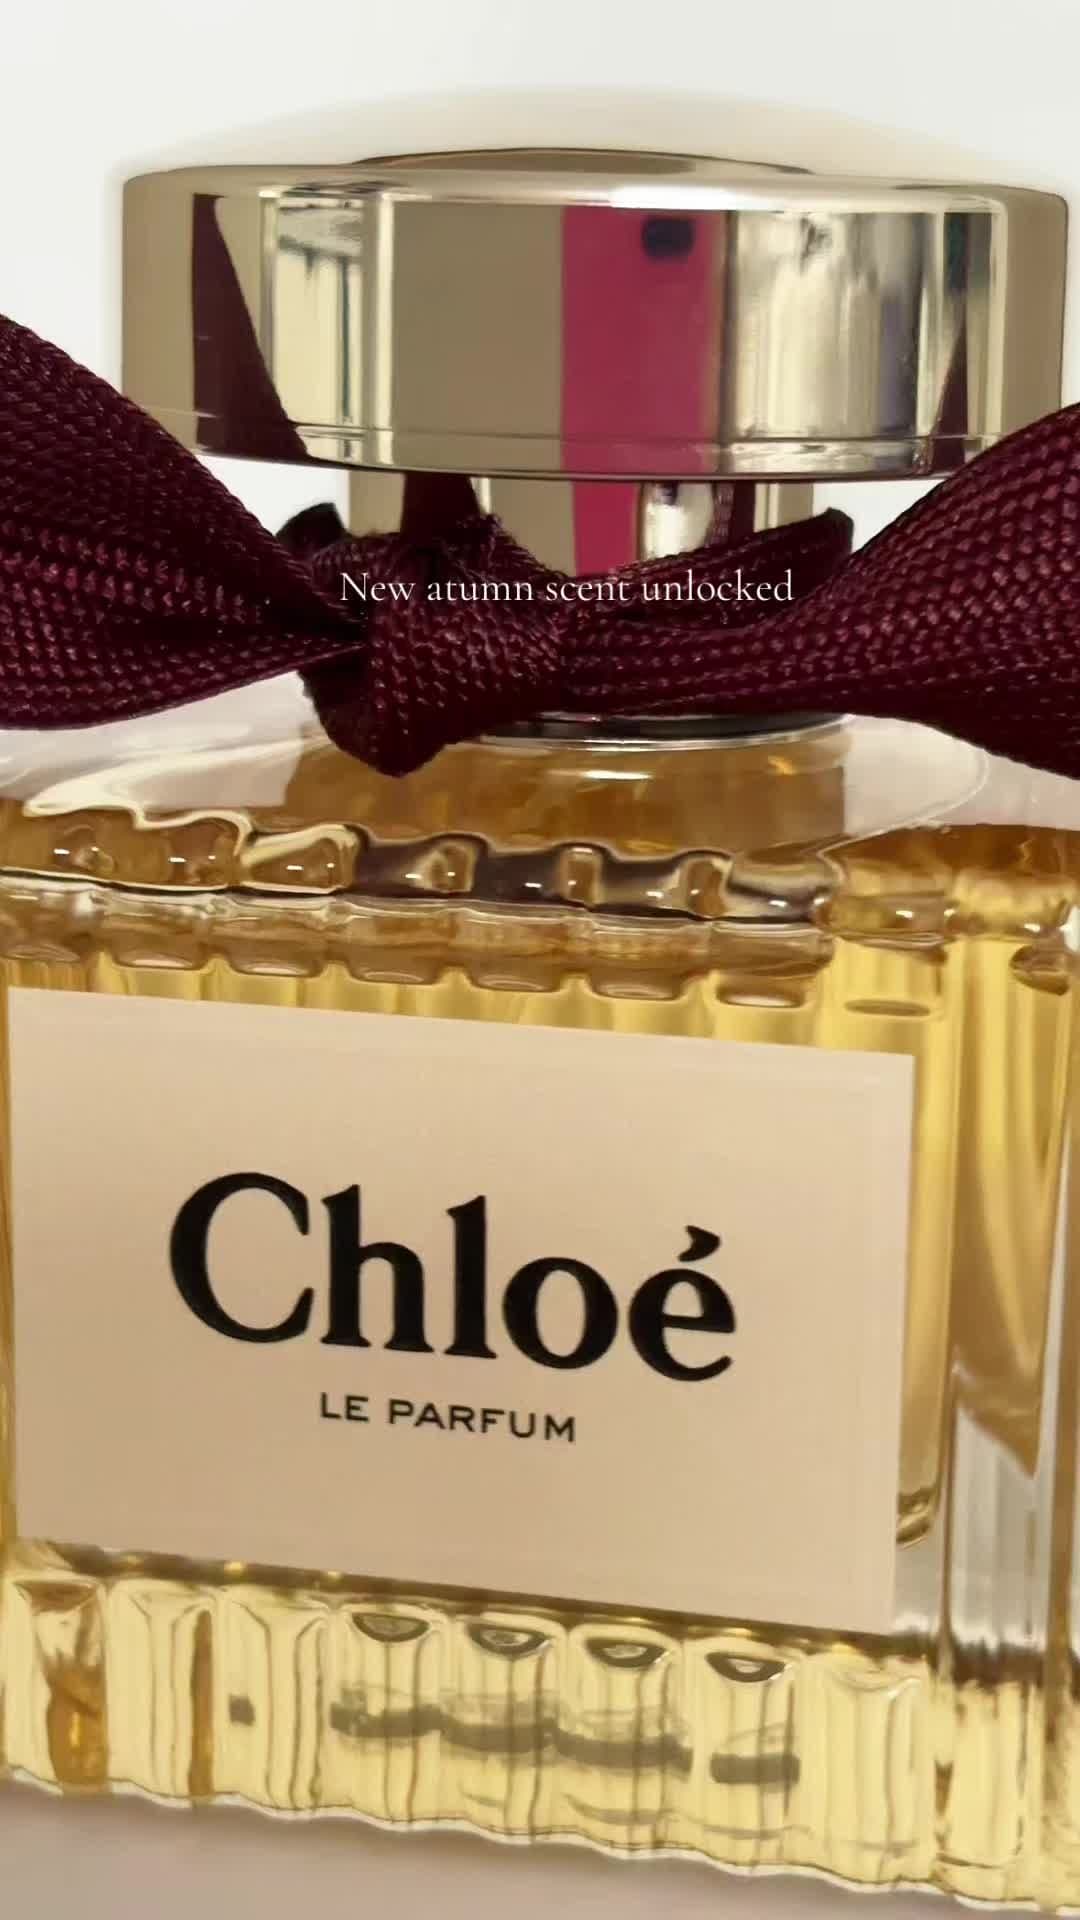 New atumn scent unlocked
Chloé
LE PARFUM